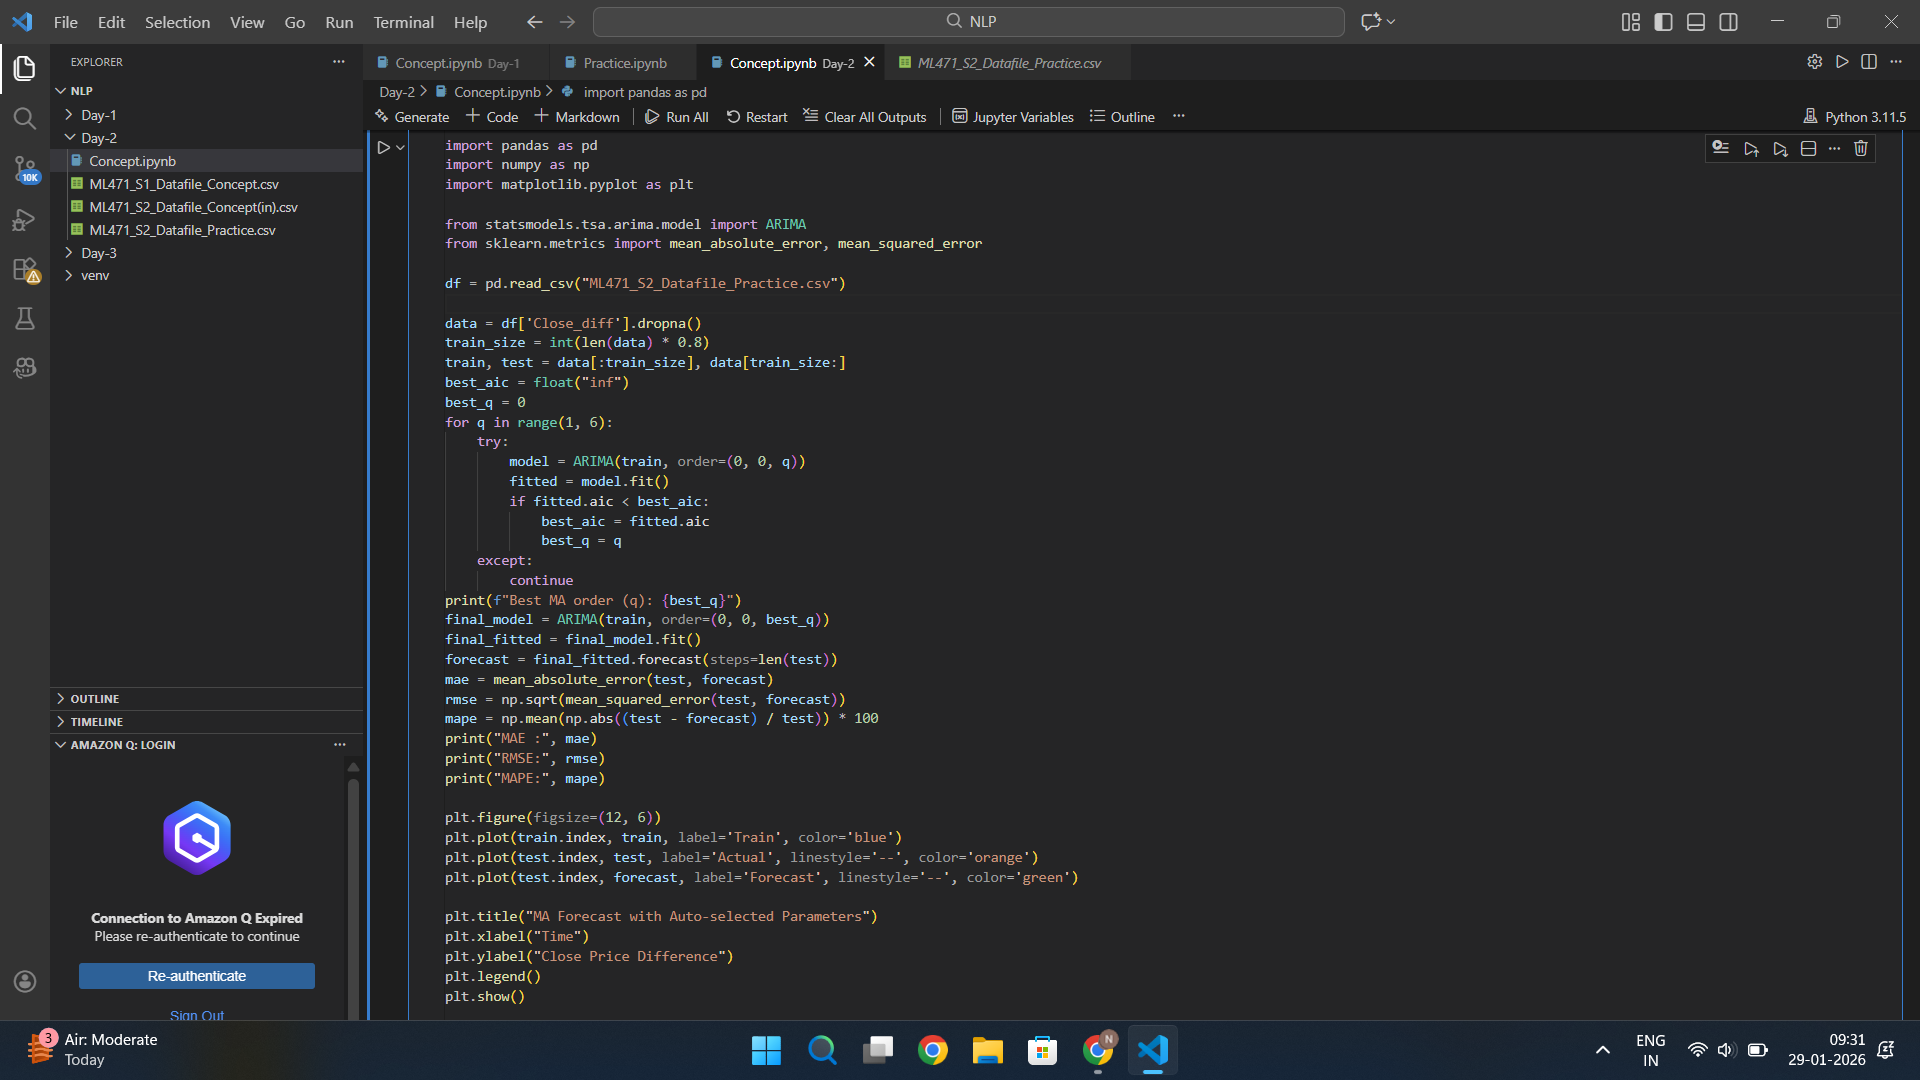 File Edit Selection View Go Run Terminal Help
NLP
EXPLORER
NLP
Day-1
Day-2
Concept.ipynb
ML471_S1_Datafile_Concept.csv
ML471_S2_Datafile_Concept(in).csv
ML471_S2_Datafile_Practice.csv
Day-3
venv
10K
OUTLINE
TIMELINE
AMAZON Q: LOGIN
Connection to Amazon Q Expired
Please re-authenticate to continue
Re-authenticate
Sign Out
Concept.ipynb Day-1 Practice.ipynb Concept.ipynb Day-2 ML471_S2_Datafile_Practice.csv
Day-2 > Concept.ipynb > import pandas as pd
Generate + Code + Markdown Run All Restart Clear All Outputs Jupyter Variables Outline ... Python 3.11.5
import pandas as pd
import numpy as np
import matplotlib.pyplot as plt
from statsmodels.tsa.arima.model import ARIMA
from sklearn.metrics import mean_absolute_error, mean_squared_error
df = pd.read_csv("ML471_S2_Datafile_Practice.csv")
data = df['Close_diff'].dropna()
train_size = int(len(data) * 0.8)
train, test = data[:train_size], data[train_size:]
best_aic = float("inf")
best_q = 0
for q in range(1, 6):
    try:
        model = ARIMA(train, order=(0, 0, q))
        fitted = model.fit()
        if fitted.aic < best_aic:
            best_aic = fitted.aic
            best_q = q
    except:
        continue
print(f"Best MA order (q): {best_q}")
final_model = ARIMA(train, order=(0, 0, best_q))
final_fitted = final_model.fit()
forecast = final_fitted.forecast(steps=len(test))
mae = mean_absolute_error(test, forecast)
rmse = np.sqrt(mean_squared_error(test, forecast))
mape = np.mean(np.abs((test - forecast) / test)) * 100
print("MAE :", mae)
print("RMSE:", rmse)
print("MAPE:", mape)
plt.figure(figsize=(12, 6))
plt.plot(train.index, train, label='Train', color='blue')
plt.plot(test.index, test, label='Actual', linestyle='--', color='orange')
plt.plot(test.index, forecast, label='Forecast', linestyle='--', color='green')
plt.title("MA Forecast with Auto-selected Parameters")
plt.xlabel("Time")
plt.ylabel("Close Price Difference")
plt.legend()
plt.show()
3
Air: Moderate
Today
N
ENG
IN
09:31
29-01-2026